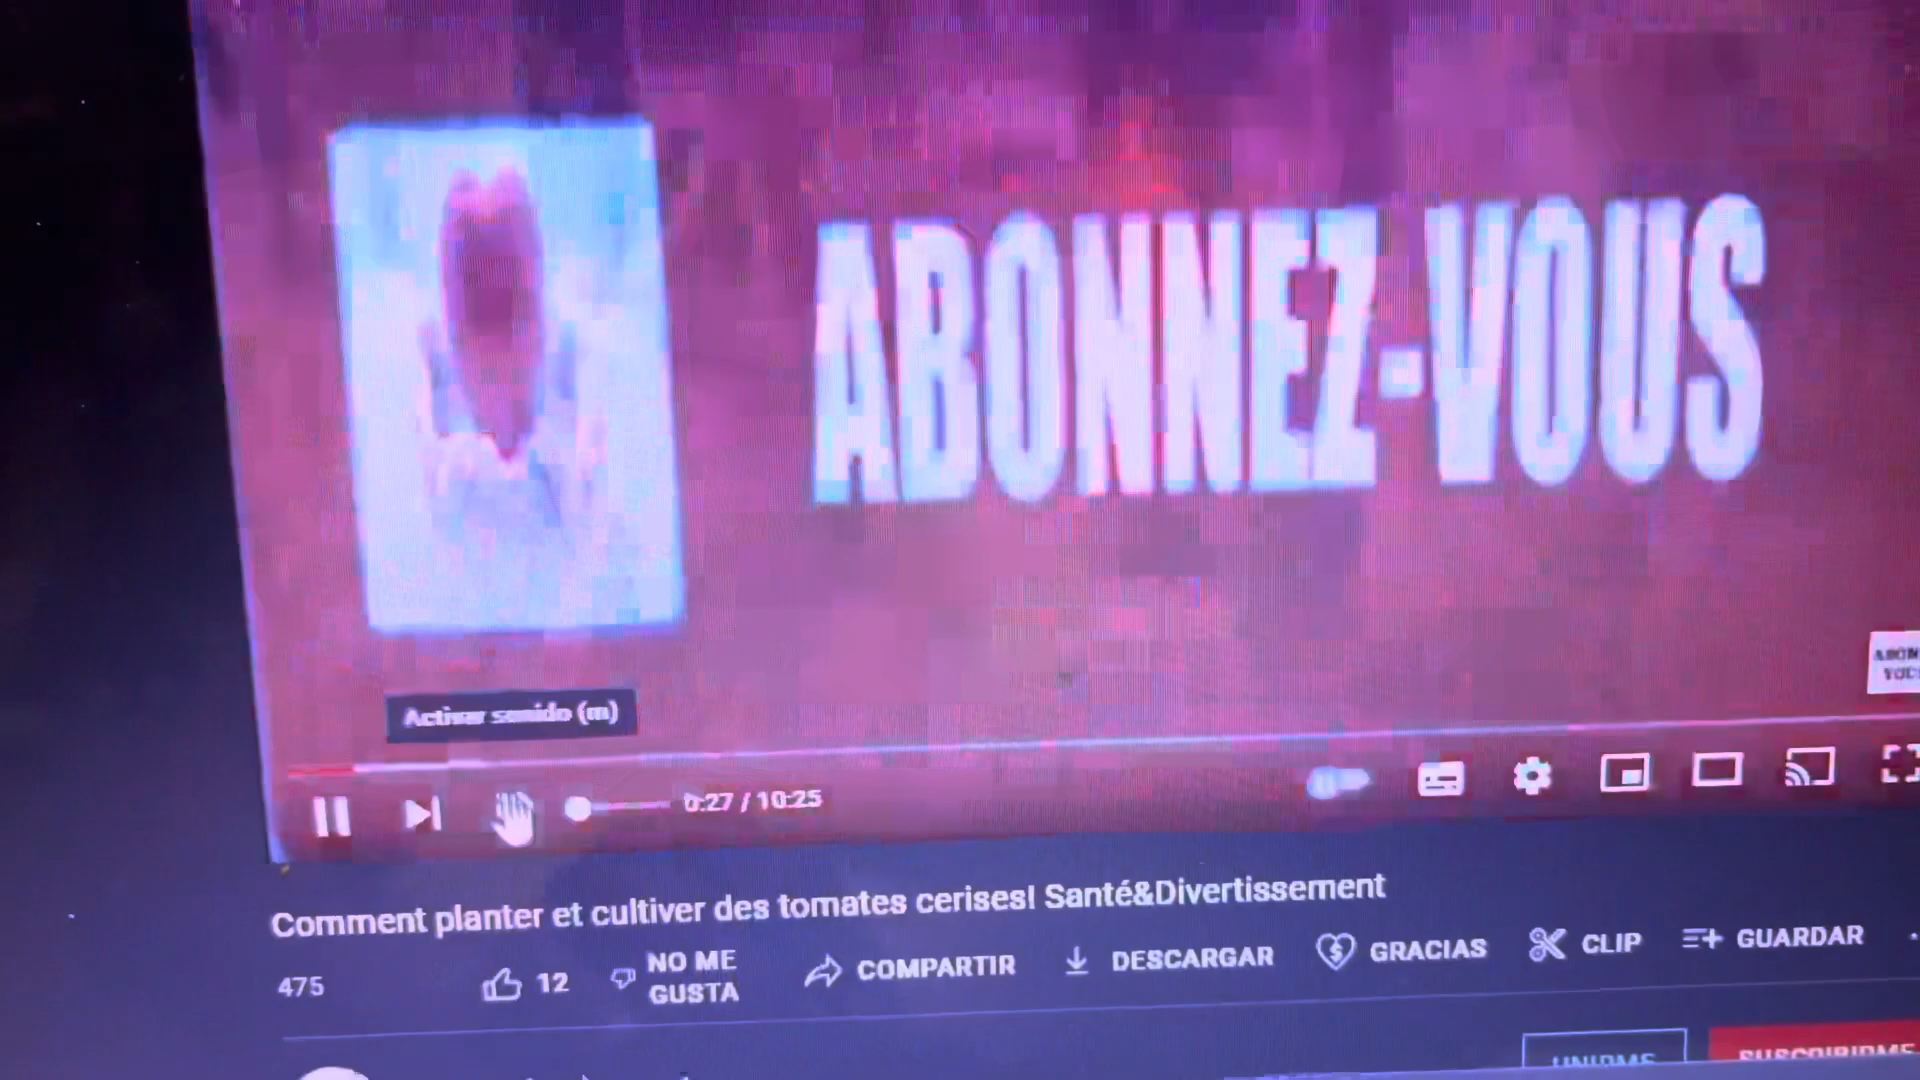 ABONNEZ-VOUS
Activar sonido (m)
0:27 / 10:25
Comment planter et cultiver des tomates cerises! Santé&Divertissement
475
12
NO ME
GUSTA
COMPARTIR
DESCARGAR
GRACIAS
CLIP
GUARDAR